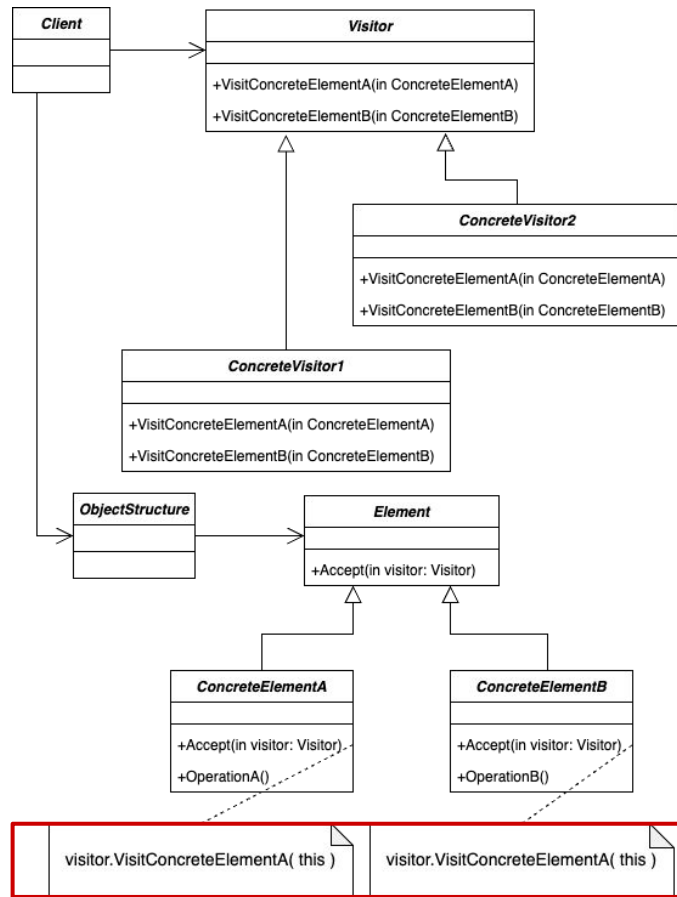 Client
Visitor
+VisitConcreteElementA(in ConcreteElementA)
+VisitConcreteElementB(in ConcreteElementB)
ConcreteVisitor2
+VisitConcreteElementA(in ConcreteElementA)
+VisitConcreteElementB(in ConcreteElementB)
ConcreteVisitor1
+VisitConcreteElementA(in ConcreteElementA)
+VisitConcreteElementB(in ConcreteElementB)
ObjectStructure
Element
+Accept(in visitor: Visitor)
ConcreteElementA
+Accept(in visitor: Visitor)
+OperationA()
ConcreteElementB
+Accept(in visitor: Visitor)
+OperationB()
visitor.VisitConcreteElementA( this )
visitor.VisitConcreteElementA( this )